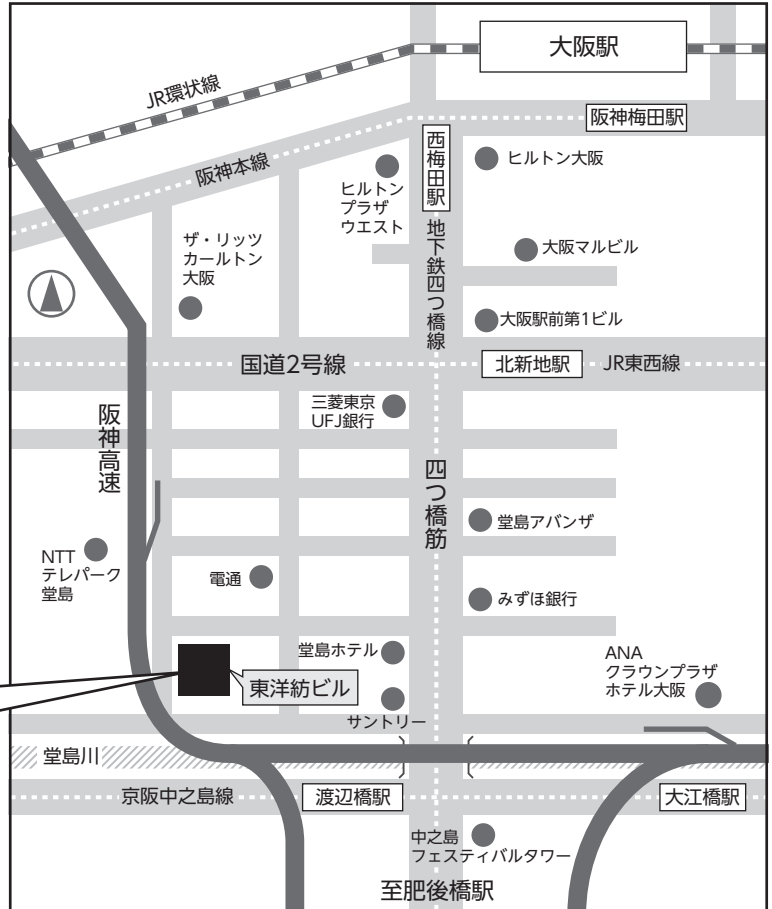 大阪駅
JR環状線
阪神梅田駅
西梅田駅
ヒルトン大阪
阪神本線
ヒルトン
プラザ
ウエスト
地下鉄四つ橋線
ザ・リッツ
カールトン
大阪
大阪マルビル
大阪駅前第1ビル
国道2号線
北新地駅
JR東西線
三菱東京
UFJ銀行
阪神高速
四つ橋筋
堂島アバンザ
NTT
テレパーク
堂島
電通
みずほ銀行
堂島ホテル
ANA
クラウンプラザ
ホテル大阪
東洋紡ビル
サントリー
堂島川
京阪中之島線
渡辺橋駅
大江橋駅
中之島
フェスティバルタワー
至肥後橋駅